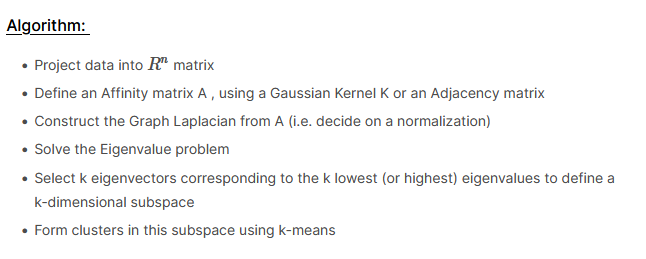 Algorithm:
• Project data into Rⁿ matrix
• Define an Affinity matrix A , using a Gaussian Kernel K or an Adjacency matrix
• Construct the Graph Laplacian from A (i.e. decide on a normalization)
• Solve the Eigenvalue problem
• Select k eigenvectors corresponding to the k lowest (or highest) eigenvalues to define a
k-dimensional subspace
• Form clusters in this subspace using k-means